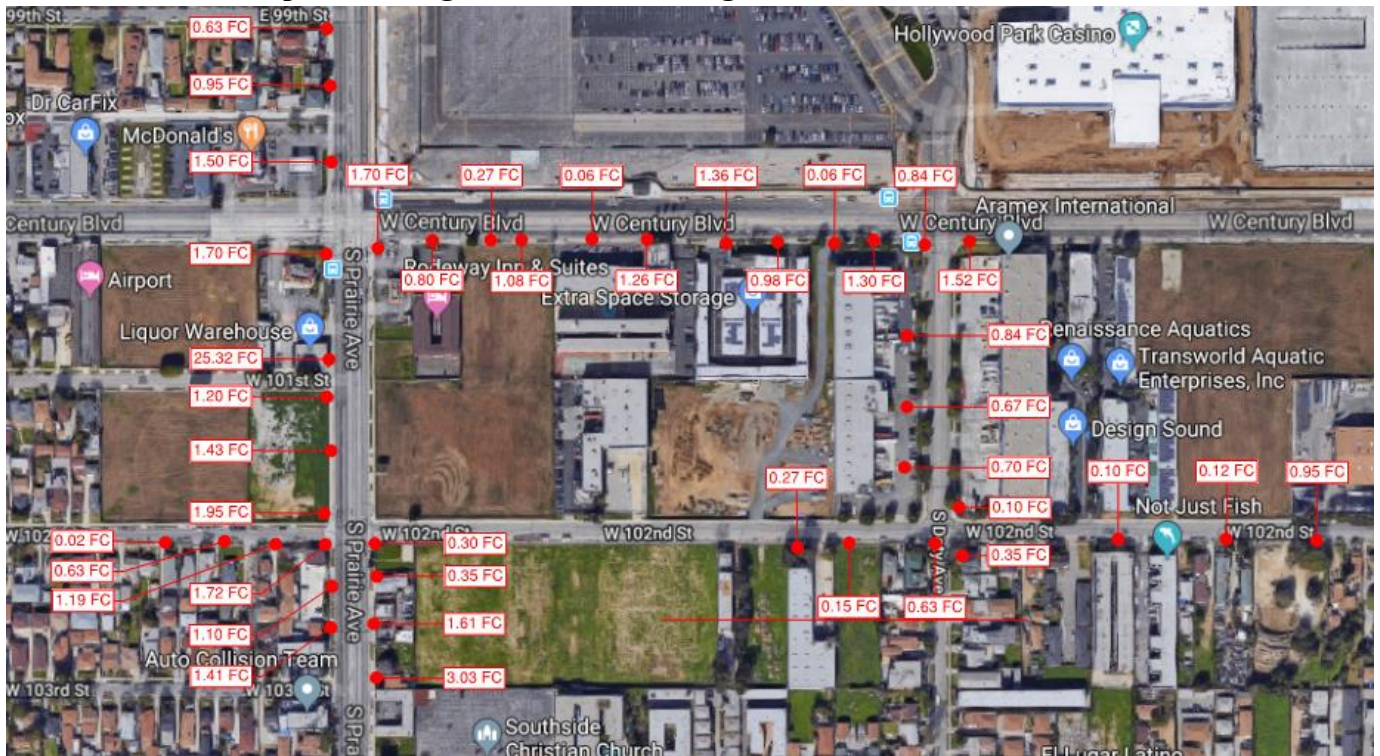 99th St
E 99th St
0.63 FC
Hollywood Park Casino
0.95 FC
Dr CarFix
McDonald's
1.50 FC
1.70 FC
0.27 FC
0.06 FC
1.36 FC
0.06 FC
0.84 FC
Aramex International
Century Blvd
W Century Blvd
W Century Blvd
W Century Blvd
W Century Blvd
1.70 FC
S Prairie Ave
Airport
Rodeway Inn & Suites
0.80 FC
1.08 FC
1.26 FC
0.98 FC
1.30 FC
1.52 FC
Extra Space Storage
Liquor Warehouse
0.84 FC
Renaissance Aquatics
25.32 FC
Transworld Aquatic
Enterprises, Inc
W 101st St
1.20 FC
0.67 FC
Design Sound
1.43 FC
0.70 FC
0.27 FC
0.10 FC
0.12 FC
0.95 FC
1.95 FC
0.10 FC
Not Just Fish
W 102nd St
W 102nd St
W 102nd St
W 102nd St
0.02 FC
0.30 FC
S Prairie Ave
0.63 FC
0.35 FC
0.35 FC
1.19 FC
1.72 FC
0.15 FC
0.63 FC
1.10 FC
1.61 FC
Auto Collision Team
1.41 FC
3.03 FC
W 103rd St
S Pra
Southside
Christian Church
El Lugar Latino